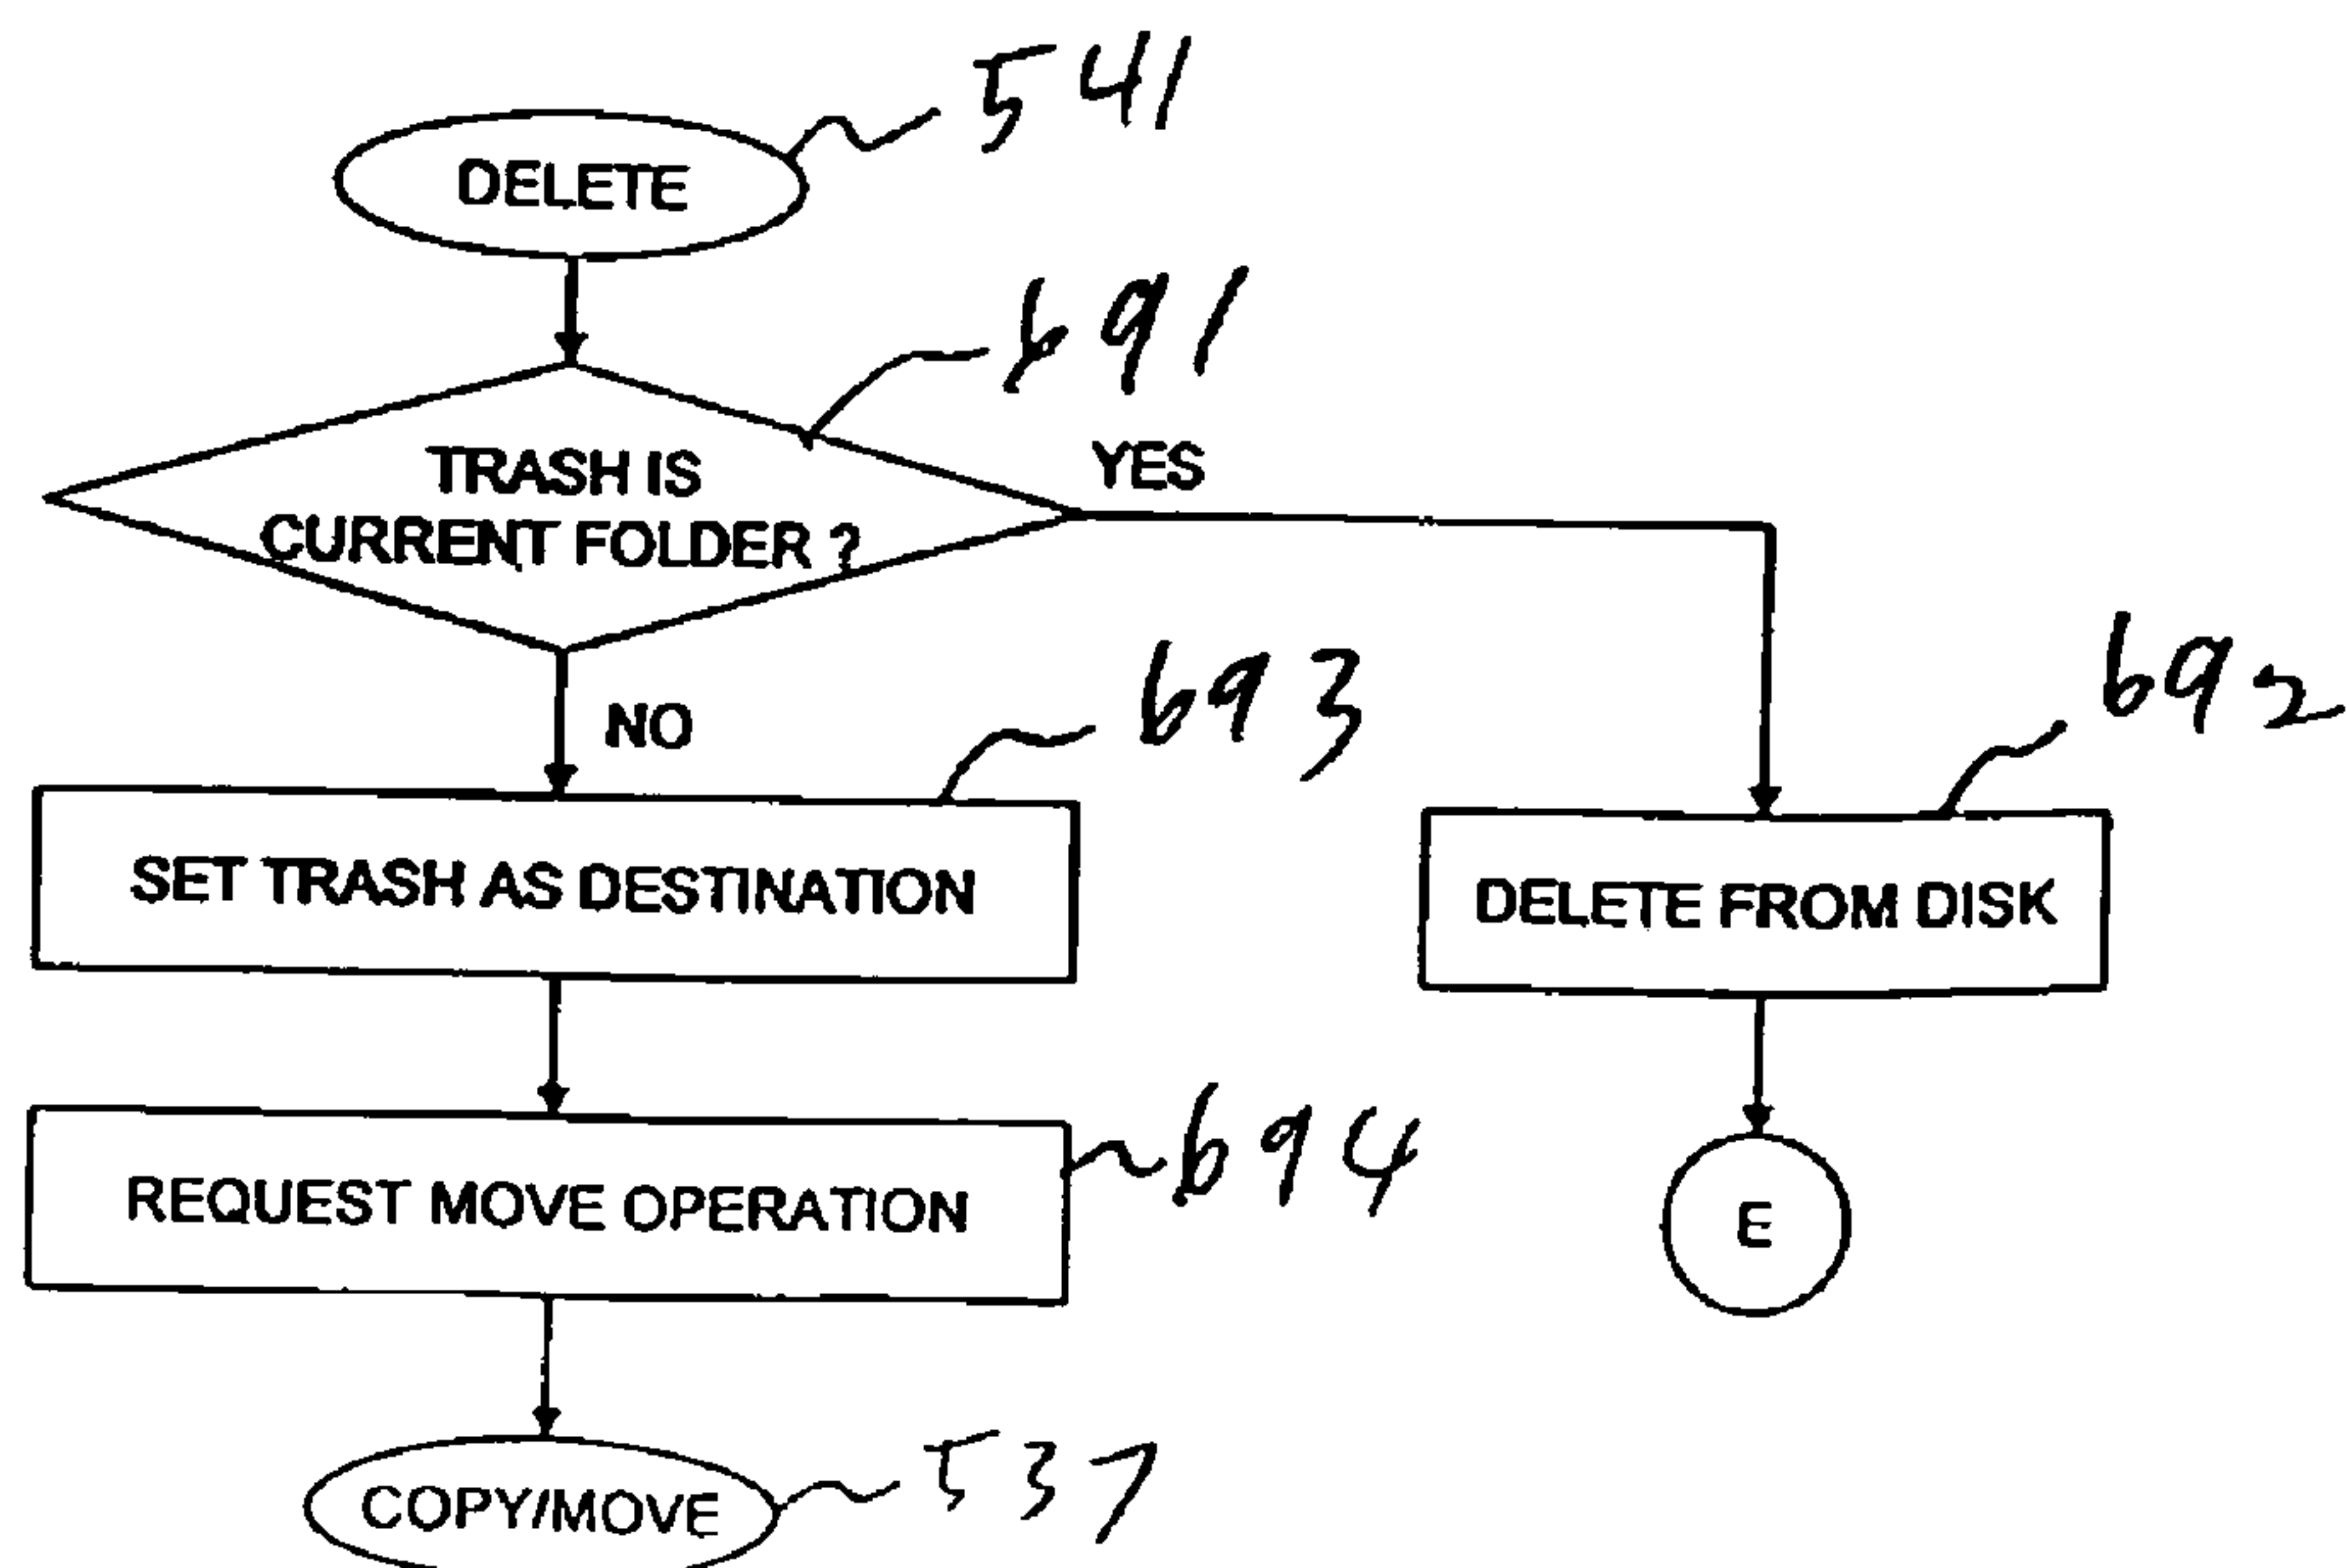 541
DELETE
691
TRASH IS
CURRENT FOLDER ?
YES
NO
693
692
SET TRASH AS DESTINATION
DELETE FROM DISK
694
REQUEST MOVE OPERATION
E
COPY/MOVE
537